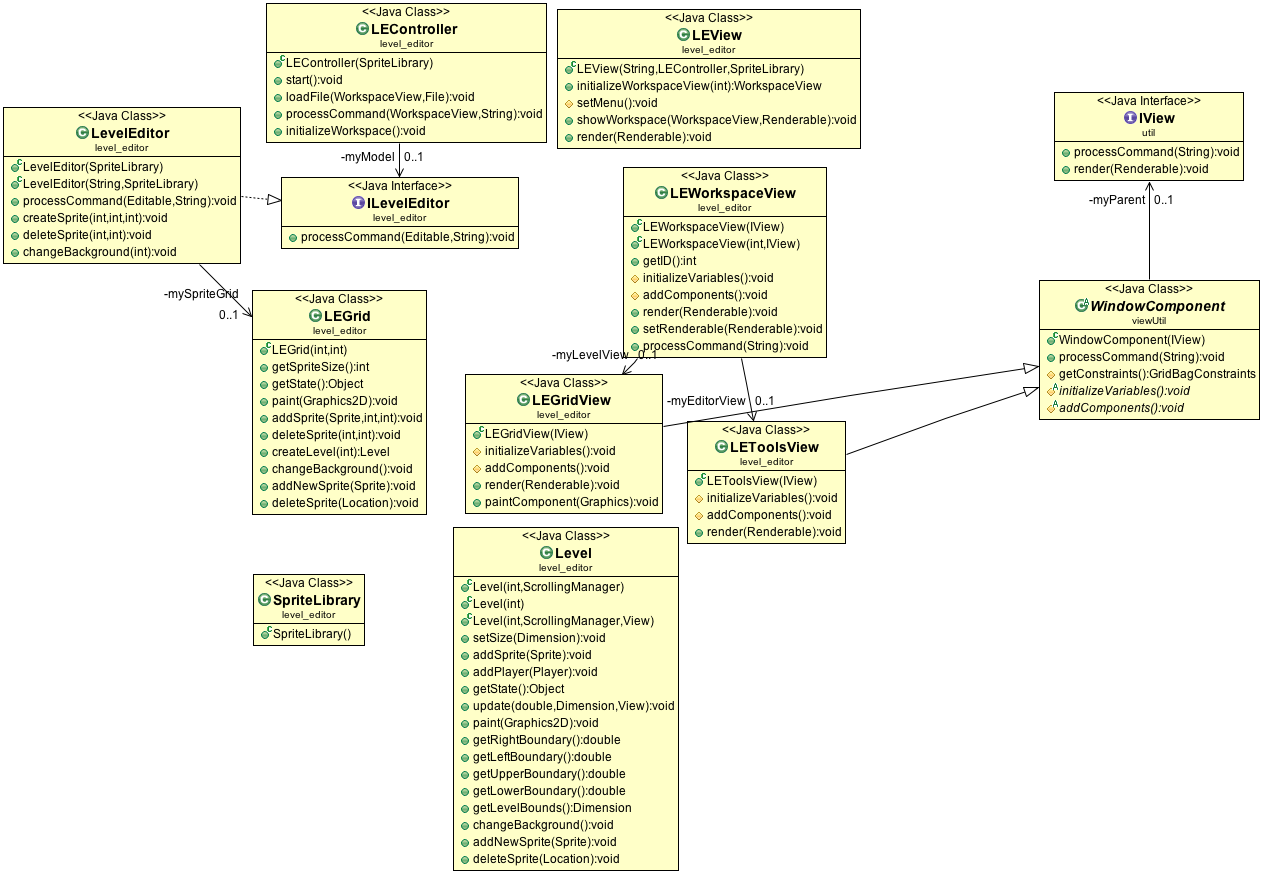 <<Java Class>>
LEController
level_editor
LEController(SpriteLibrary)
start():void
loadFile(WorkspaceView,File):void
processCommand(WorkspaceView,String):void
initializeWorkspace():void
<<Java Class>>
LEView
level_editor
LEView(String,LEController,SpriteLibrary)
initializeWorkspaceView(int):WorkspaceView
setMenu():void
showWorkspace(WorkspaceView,Renderable):void
render(Renderable):void
<<Java Class>>
LevelEditor
level_editor
LevelEditor(SpriteLibrary)
LevelEditor(String,SpriteLibrary)
processCommand(Editable,String):void
createSprite(int,int,int):void
deleteSprite(int,int):void
changeBackground(int):void
-myModel 0..1
<<Java Interface>>
ILevelEditor
level_editor
processCommand(Editable,String):void
<<Java Interface>>
IView
util
processCommand(String):void
render(Renderable):void
-myParent 0..1
<<Java Class>>
LEWorkspaceView
level_editor
LEWorkspaceView(IView)
LEWorkspaceView(int,IView)
getID():int
initializeVariables():void
addComponents():void
render(Renderable):void
setRenderable(Renderable):void
processCommand(String):void
-mySpriteGrid
0..1
<<Java Class>>
LEGrid
level_editor
LEGrid(int,int)
getSpriteSize():int
getState():Object
paint(Graphics2D):void
addSprite(Sprite,int,int):void
deleteSprite(int,int):void
createLevel(int):Level
changeBackground():void
addNewSprite(Sprite):void
deleteSprite(Location):void
<<Java Class>>
WindowComponent
viewUtil
WindowComponent(IView)
processCommand(String):void
getConstraints():GridBagConstraints
initializeVariables():void
addComponents():void
-myLevelView 0..1
<<Java Class>>
LEGridView
level_editor
LEGridView(IView)
initializeVariables():void
addComponents():void
render(Renderable):void
paintComponent(Graphics):void
-myEditorView 0..1
<<Java Class>>
LEToolsView
level_editor
LEToolsView(IView)
initializeVariables():void
addComponents():void
render(Renderable):void
<<Java Class>>
SpriteLibrary
level_editor
SpriteLibrary()
<<Java Class>>
Level
level_editor
Level(int,ScrollingManager)
Level(int)
Level(int,ScrollingManager,View)
setSize(Dimension):void
addSprite(Sprite):void
addPlayer(Player):void
getState():Object
update(double,Dimension,View):void
paint(Graphics2D):void
getRightBoundary():double
getLeftBoundary():double
getUpperBoundary():double
getLowerBoundary():double
getLevelBounds():Dimension
changeBackground():void
addNewSprite(Sprite):void
deleteSprite(Location):void